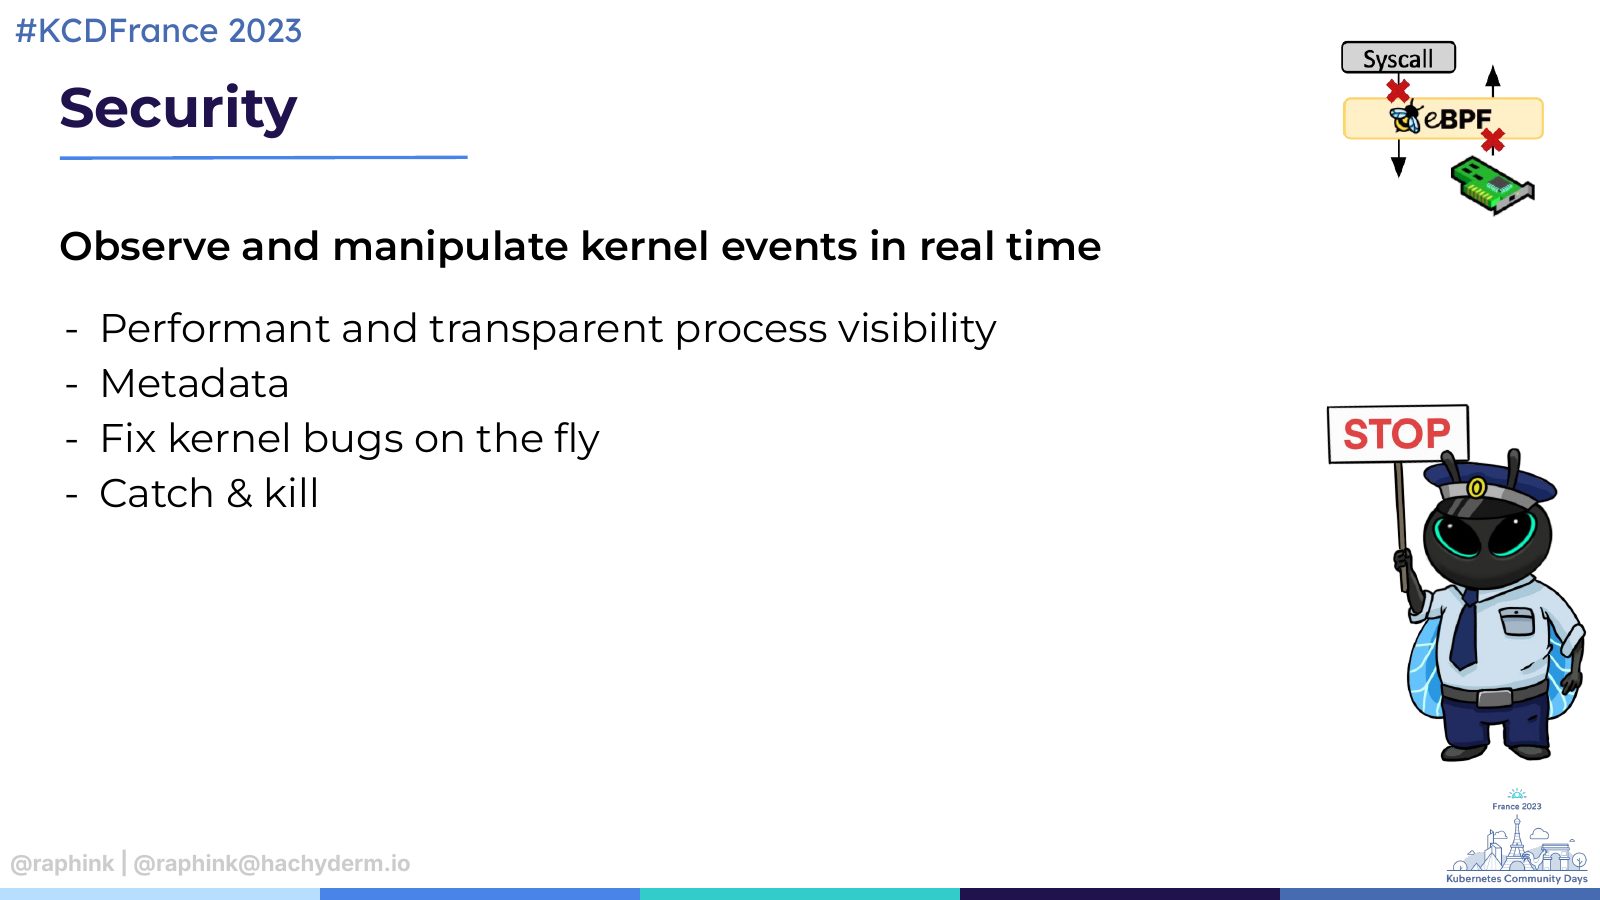 #KCDFrance 2023
Security
Syscall
eBPF
Observe and manipulate kernel events in real time
- Performant and transparent process visibility
- Metadata
- Fix kernel bugs on the fly
- Catch & kill
STOP
France 2023
Kubernetes Community Days
@raphink | @raphink@hachyderm.io